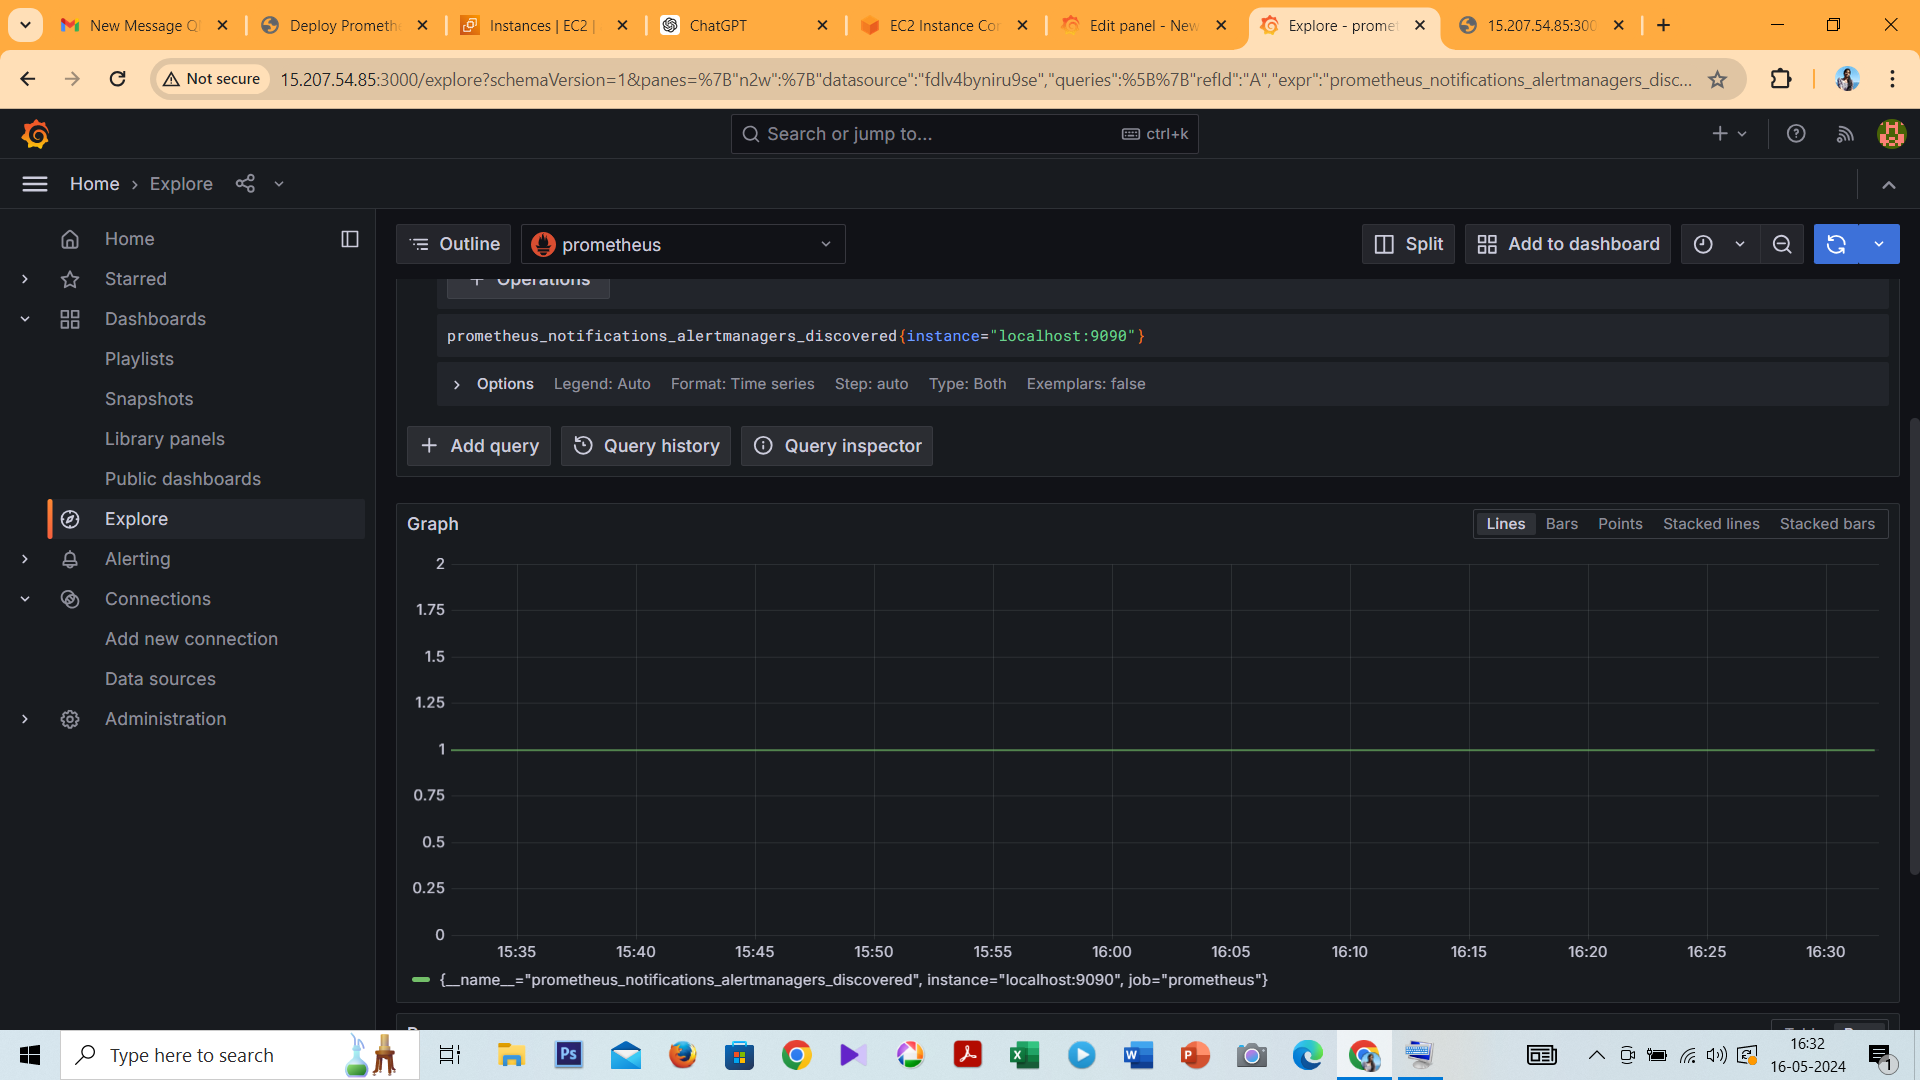 New Message Q
Deploy Prometh
Instances | EC2 |
ChatGPT
EC2 Instance Cor
Edit panel - New
Explore - promet
15.207.54.85:300
Not secure
15.207.54.85:3000/explore?schemaVersion=1&panes=%7B"n2w":%7B"datasource":"fdlv4byniru9se","queries":%5B%7B"refId":"A","expr":"prometheus_notifications_alertmanagers_disc...
Search or jump to...
ctrl+k
Home › Explore
Home
Starred
Dashboards
Playlists
Snapshots
Library panels
Public dashboards
Explore
Alerting
Connections
Add new connection
Data sources
Administration
Outline
prometheus
Split
Add to dashboard
+ Operations
prometheus_notifications_alertmanagers_discovered{instance="localhost:9090"}
Options Legend: Auto Format: Time series Step: auto Type: Both Exemplars: false
+ Add query
Query history
Query inspector
Graph
Lines Bars Points Stacked lines Stacked bars
2
1.75
1.5
1.25
1
0.75
0.5
0.25
0
15:35 15:40 15:45 15:50 15:55 16:00 16:05 16:10 16:15 16:20 16:25 16:30
{__name__="prometheus_notifications_alertmanagers_discovered", instance="localhost:9090", job="prometheus"}
Type here to search
Ps
16:32
16-05-2024
1